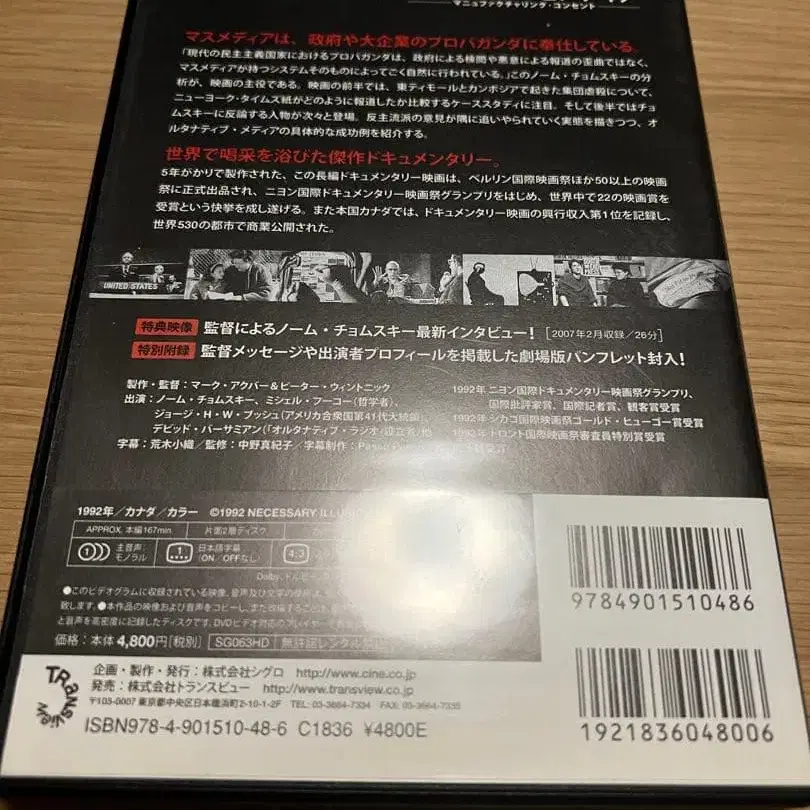 マニュファクチャリング・コンセント
マスメディアは、政府や大企業のプロパガンダに奉仕している。
「現代の民主主義国家におけるプロパガンダは、政府による検閲や悪意による報道の歪曲ではなく、
マスメディアが持つシステムそのものによってごく自然に行われている。」このノーム・チョムスキーの分
析が、映画の主役である。映画の前半では、東ティモールとカンボジアで起きた集団虐殺について、
ニューヨーク・タイムズ紙がどのように報道したか比較するケーススタディに注目。そして後半ではチョ
ムスキーに反論する人物が次々と登場。反主流派の意見が隅に追いやられていく実態を描きつつ、オ
ルタナティブ・メディアの具体的な成功例を紹介する。
世界で喝采を浴びた傑作ドキュメンタリー。
5年がかりで製作された、この長編ドキュメンタリー映画は、ベルリン国際映画祭ほか50以上の映画
祭に正式出品され、ニヨン国際ドキュメンタリー映画祭グランプリをはじめ、世界中で22の映画賞を
受賞という快挙を成し遂げる。また本国カナダでは、ドキュメンタリー映画の興行収入第1位を記録し、
世界530の都市で商業公開された。
UNITED STATES
特典映像 監督によるノーム・チョムスキー最新インタビュー! [2007年2月収録/26分]
特別附録 監督メッセージや出演者プロフィールを掲載した劇場版パンフレット封入!
製作・監督:マーク・アクバー&ピーター・ウィントニック
出演:ノーム・チョムスキー、ミシェル・フーコー(哲学者)、
ジョージ・H・W・ブッシュ(アメリカ合衆国第41代大統領)、
デビッド・バーサミアン(「オルタナティブ・ラジオ」設立者)他
字幕:荒木小織/監修:中野真紀子/字幕制作:
1992年 ニヨン国際ドキュメンタリー映画祭グランプリ、
国際批評家賞、国際記者賞、観客賞受賞
1992年 シカゴ国際映画祭ゴールド・ヒューゴー賞受賞
1992年 トロント国際映画祭審査員特別賞受賞
1992年/カナダ/カラー ©1992 NECESSARY
APPROX. 本編167min. 片面2層ディスク
1 主音声:モノラル
1 日本語字幕(ON/OFFなし)
4:3
●このビデオグラムに収録されている映像、音声及び文字の
致します。●本作品の映像および音声をコピーし、また改編することは、
と音声を高密度に記録したディスクです。DVDビデオ対応のプレイヤーで
価格:本体4,800円[税別] SG063HD 無許諾レンタル
9784901510486
TRANSVIEW
企画・製作・発行:株式会社シグロ http://www.cine.co.jp
発売:株式会社トランスビュー http://www.transview.co.jp
〒103-0007 東京都中央区日本橋浜町2-10-1-2F TEL: 03-3664-7334 FAX: 03-3664-7335
ISBN978-4-901510-48-6 C1836 ¥4800E
1921836048006